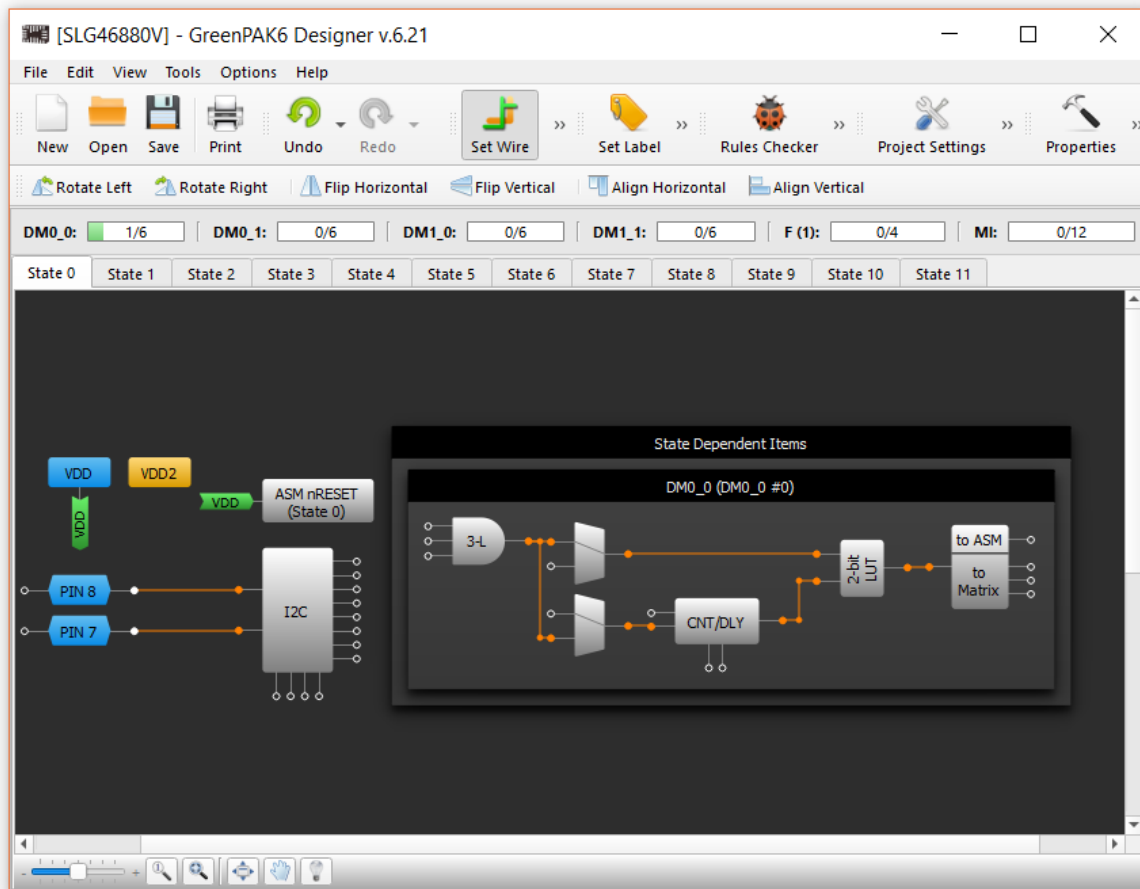 [SLG46880V] - GreenPAK6 Designer v.6.21
File Edit View Tools Options Help
New Open Save Print Undo Redo Set Wire Set Label Rules Checker Project Settings Properties
Rotate Left Rotate Right Flip Horizontal Flip Vertical Align Horizontal Align Vertical
DM0_0: 1/6 DM0_1: 0/6 DM1_0: 0/6 DM1_1: 0/6 F (1): 0/4 MI: 0/12
State 0 State 1 State 2 State 3 State 4 State 5 State 6 State 7 State 8 State 9 State 10 State 11
State Dependent Items
DM0_0 (DM0_0 #0)
VDD
VDD2
VDD
VDD
ASM nRESET
(State 0)
PIN 8
PIN 7
I2C
3-L
CNT/DLY
2-bit
LUT
to ASM
to
Matrix